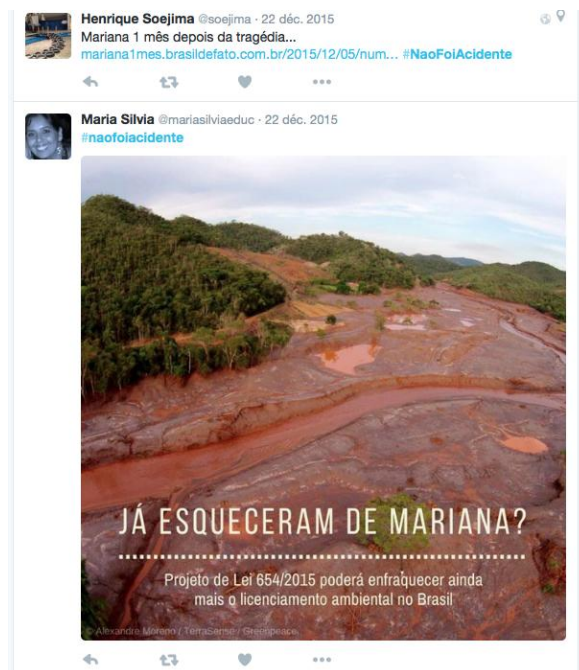 Henrique Soejima @soejima · 22 déc. 2015
Mariana 1 mês depois da tragédia...
mariana1mes.brasildefato.com.br/2015/12/05/num... #NaoFoiAcidente
Maria Silvia @mariasilviaeduc · 22 déc. 2015
#naofoiacidente
JÁ ESQUECERAM DE MARIANA?
Projeto de Lei 654/2015 poderá enfraquecer ainda
mais o licenciamento ambiental no Brasil
© Alexandre Moreno / TerraSense / Greenpeace